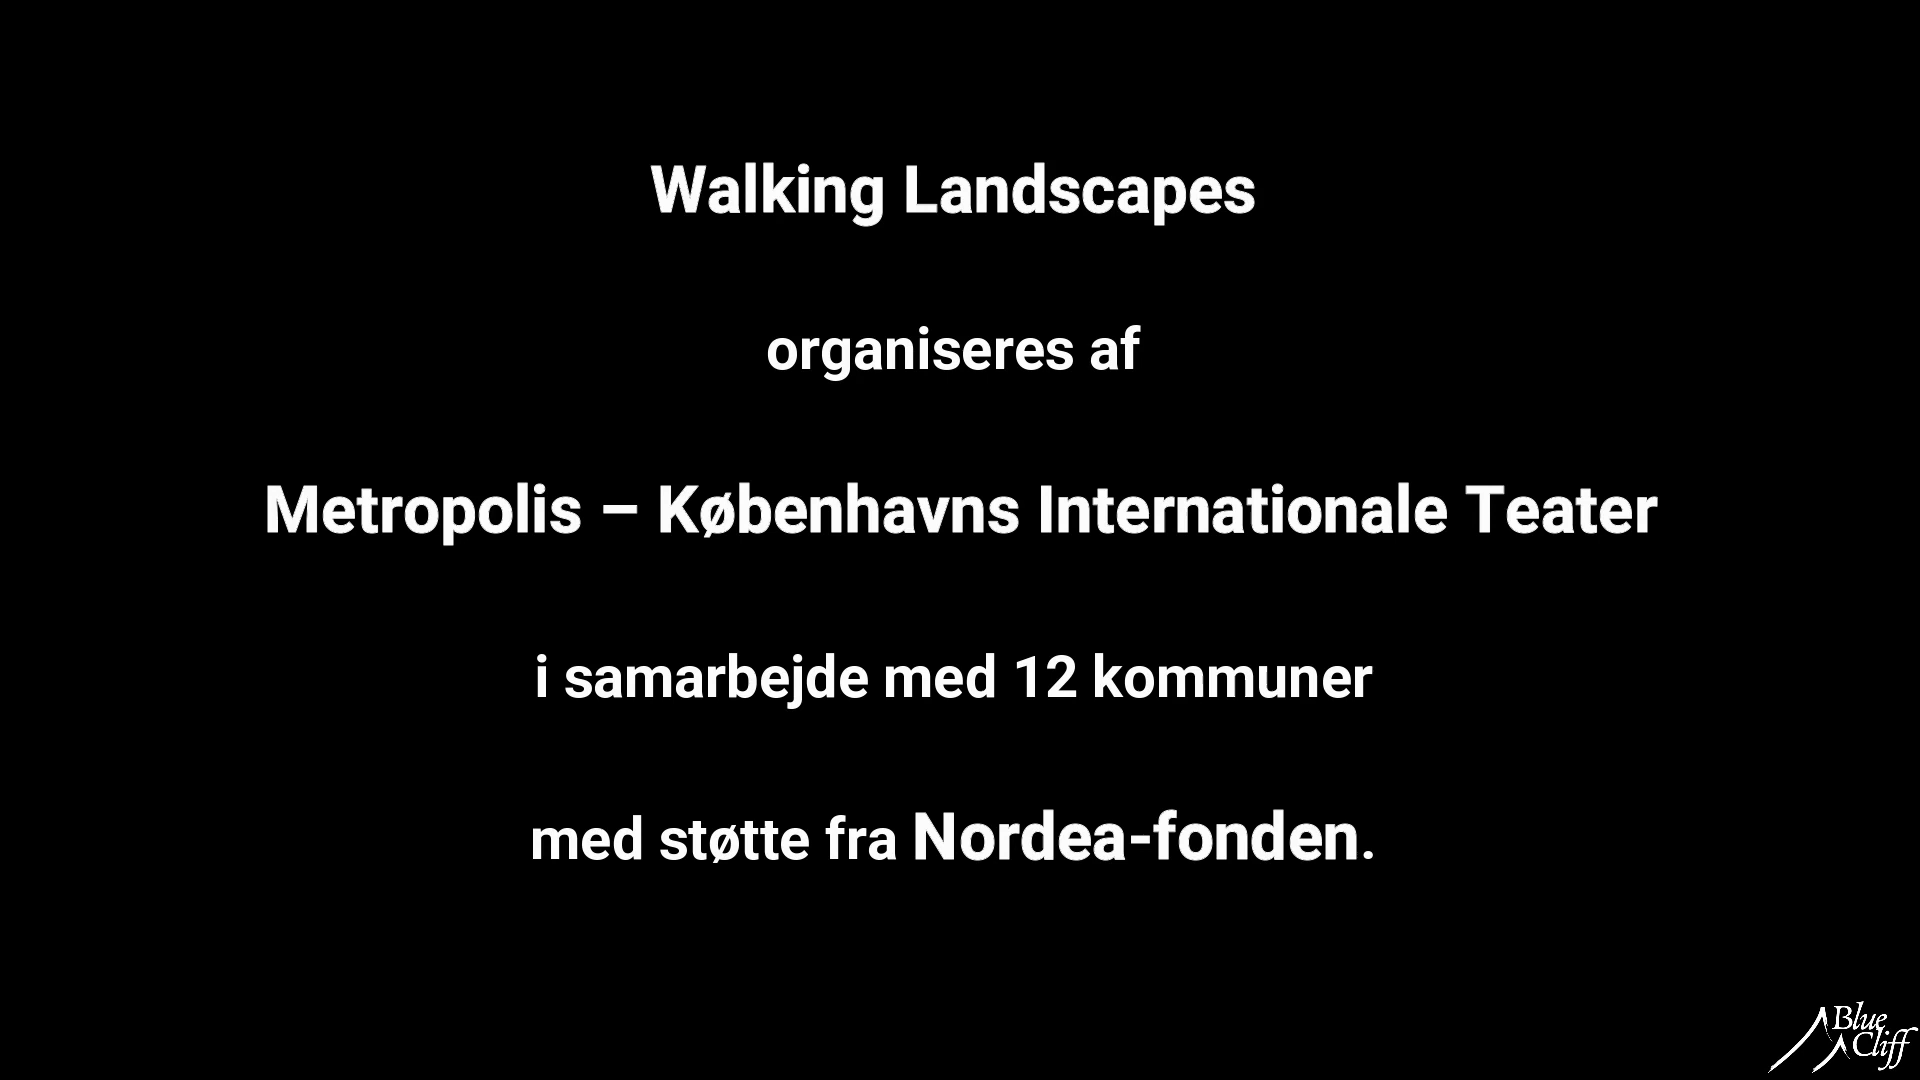 Walking Landscapes
organiseres af
Metropolis – Københavns Internationale Teater
i samarbejde med 12 kommuner
med støtte fra Nordea-fonden.
Blue
Cliff